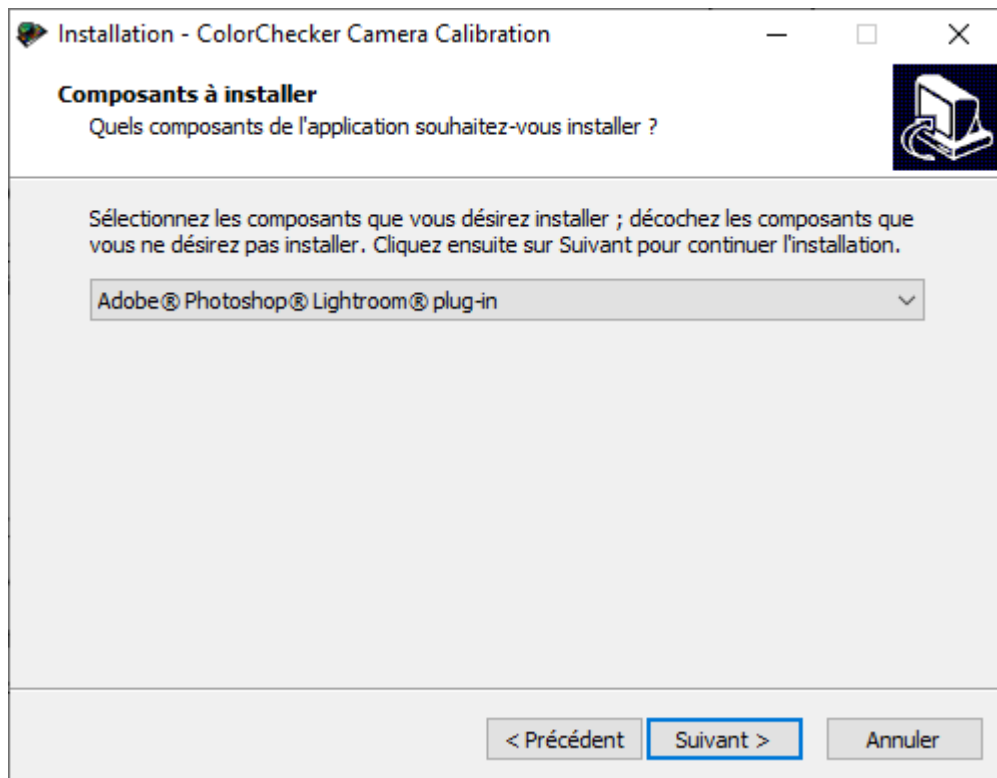 Installation - ColorChecker Camera Calibration
Composants à installer
Quels composants de l'application souhaitez-vous installer ?
Sélectionnez les composants que vous désirez installer ; décochez les composants que
vous ne désirez pas installer. Cliquez ensuite sur Suivant pour continuer l'installation.
Adobe® Photoshop® Lightroom® plug-in
< Précédent Suivant > Annuler